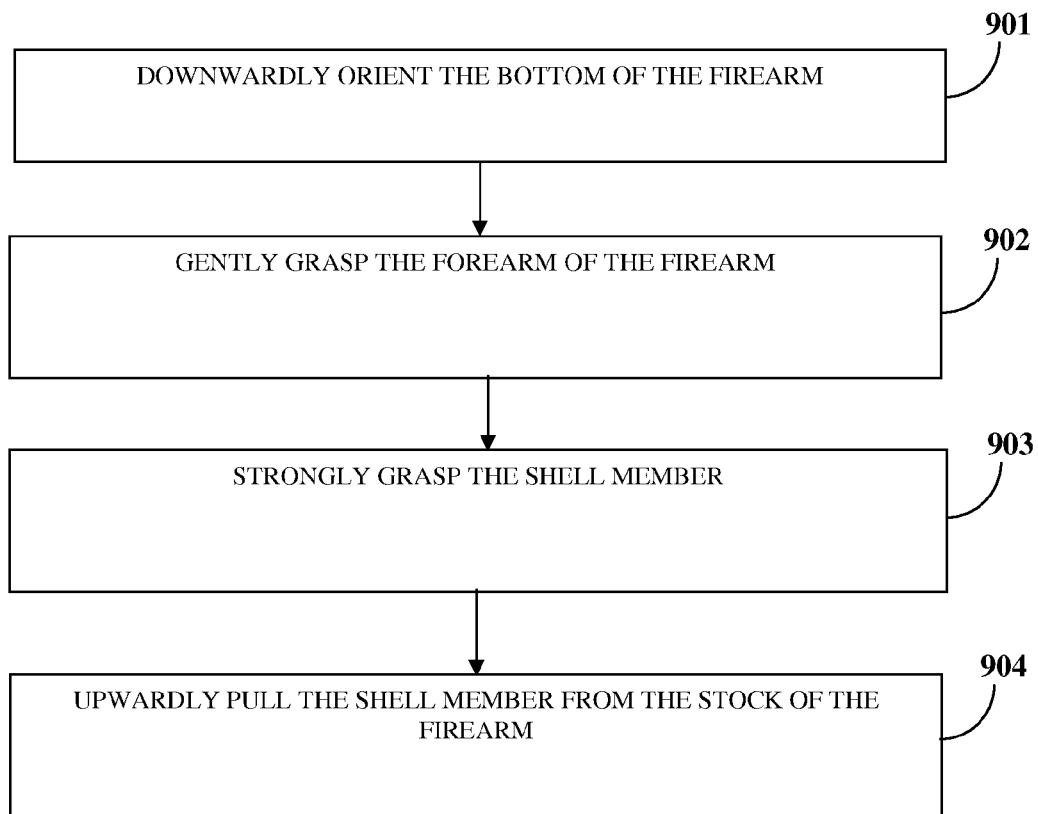 901
DOWNWARDLY ORIENT THE BOTTOM OF THE FIREARM
902
GENTLY GRASP THE FOREARM OF THE FIREARM
903
STRONGLY GRASP THE SHELL MEMBER
904
UPWARDLY PULL THE SHELL MEMBER FROM THE STOCK OF THE
FIREARM